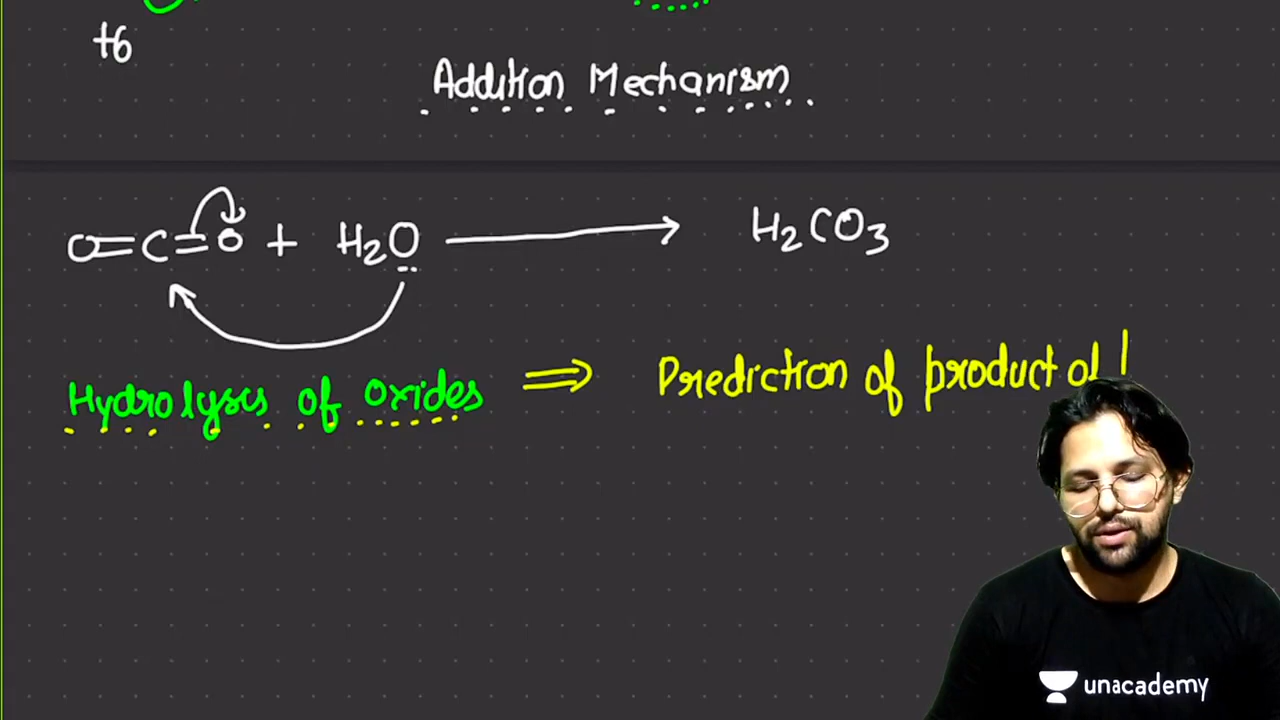 +6
Addition Mechanism
O=C=O + H₂O ⟶ H₂CO₃
Hydrolysis of oxides ⇒ Prediction of product of
unacademy